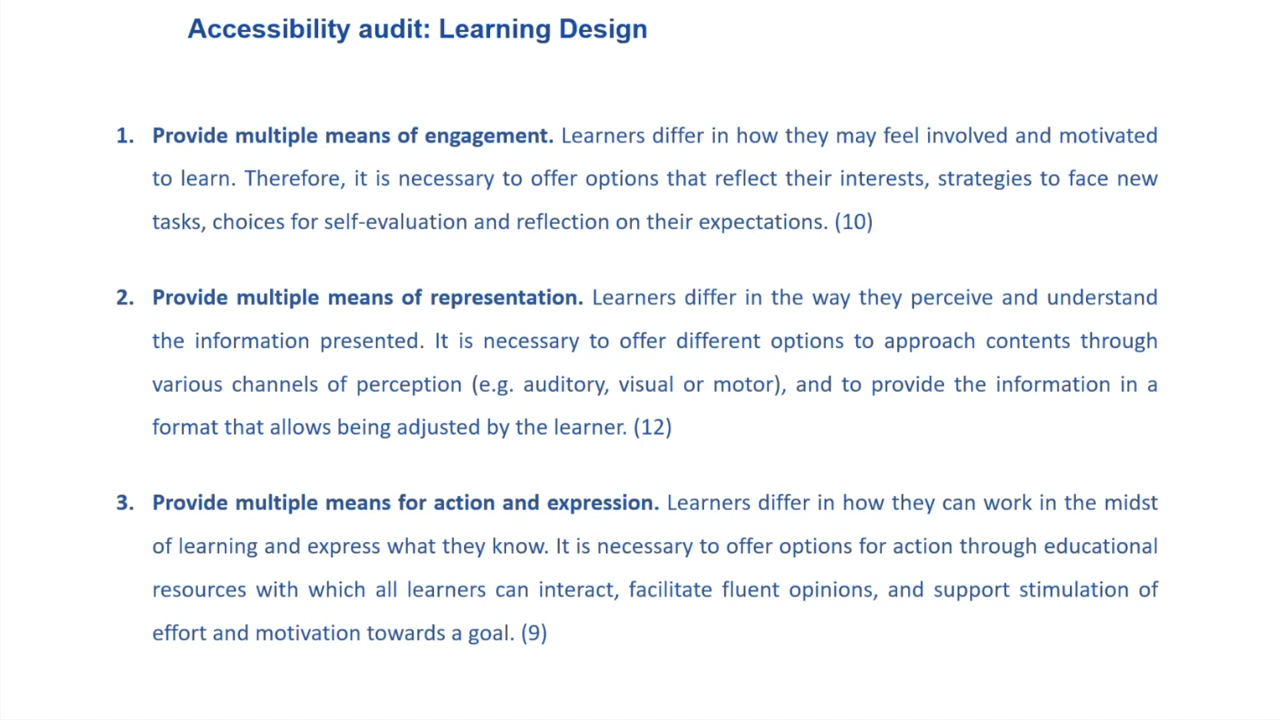 Accessibility audit: Learning Design
1. Provide multiple means of engagement. Learners differ in how they may feel involved and motivated
to learn. Therefore, it is necessary to offer options that reflect their interests, strategies to face new
tasks, choices for self-evaluation and reflection on their expectations. (10)
2. Provide multiple means of representation. Learners differ in the way they perceive and understand
the information presented. It is necessary to offer different options to approach contents through
various channels of perception (e.g. auditory, visual or motor), and to provide the information in a
format that allows being adjusted by the learner. (12)
3. Provide multiple means for action and expression. Learners differ in how they can work in the midst
of learning and express what they know. It is necessary to offer options for action through educational
resources with which all learners can interact, facilitate fluent opinions, and support stimulation of
effort and motivation towards a goal. (9)